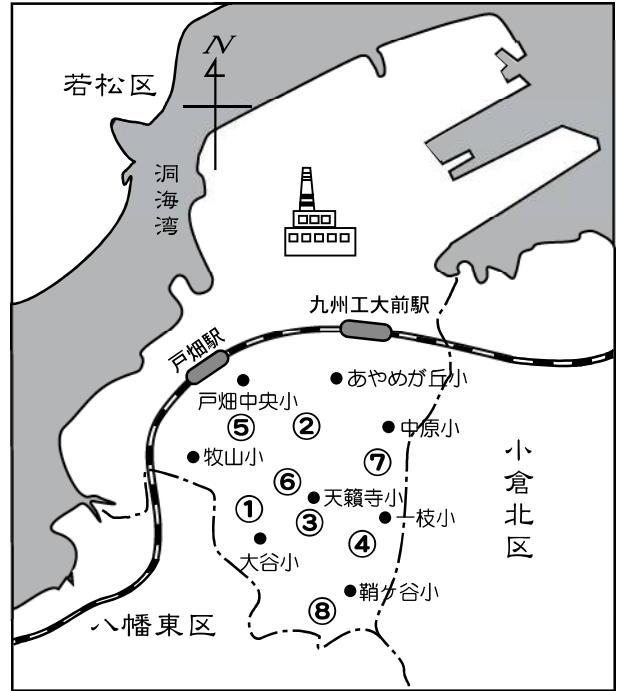 N
若松区
洞海湾
九州工大前駅
戸畑駅
あやめが丘小
戸畑中央小
⑤
②
中原小
牧山小
⑦
小倉北区
⑥
天籟寺小
①
③
一枝小
④
大谷小
鞘ヶ谷小
⑧
八幡東区